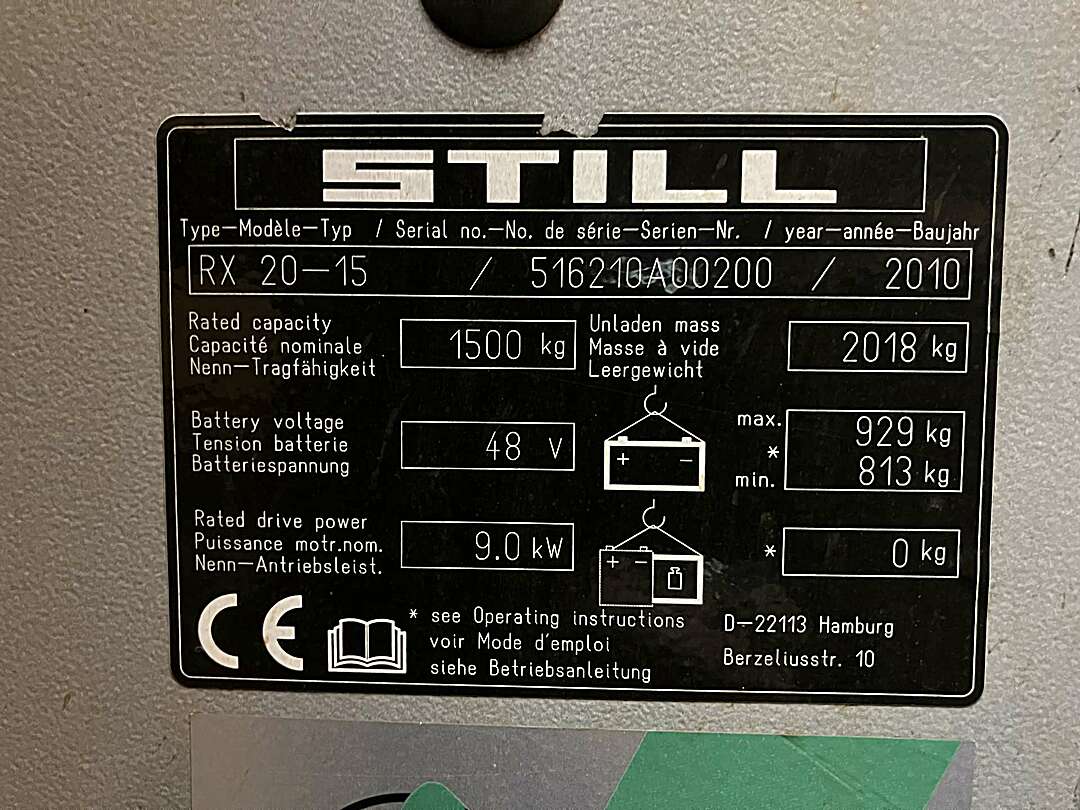 STILL
Type–Modèle–Typ / Serial no.–No. de série–Serien–Nr. / year–année–Baujahr
RX 20–15 / 516210A00200 / 2010
Rated capacity
Capacité nominale
Nenn–Tragfähigkeit
1500 kg
Unladen mass
Masse à vide
Leergewicht
2018 kg
Battery voltage
Tension batterie
Batteriespannung
48 V
+ –
max.
*
min.
929 kg
813 kg
Rated drive power
Puissance motr.nom.
Nenn–Antriebsleist.
9.0 kW
+ –
*
0 kg
CE
* see Operating instructions
voir Mode d'emploi
siehe Betriebsanleitung
D–22113 Hamburg
Berzeliusstr. 10